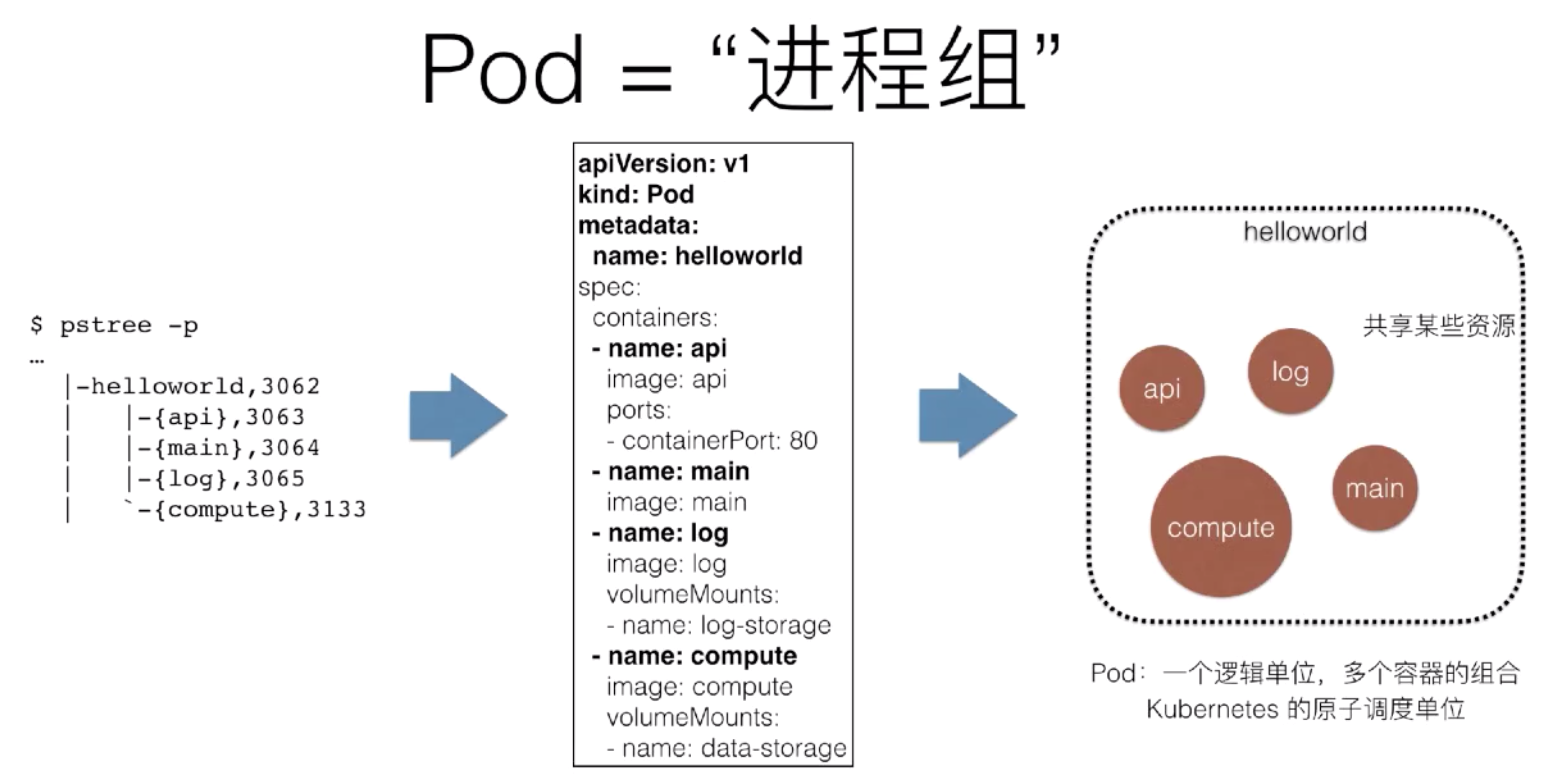 Pod = “进程组”
$ pstree -p
…
|-helloworld,3062
| |-{api},3063
| |-{main},3064
| |-{log},3065
| `-{compute},3133
apiVersion: v1
kind: Pod
metadata:
name: helloworld
spec:
containers:
- name: api
image: api
ports:
- containerPort: 80
- name: main
image: main
- name: log
image: log
volumeMounts:
- name: log-storage
- name: compute
image: compute
volumeMounts:
- name: data-storage
helloworld
共享某些资源
api
log
main
compute
Pod：一个逻辑单位，多个容器的组合
Kubernetes 的原子调度单位